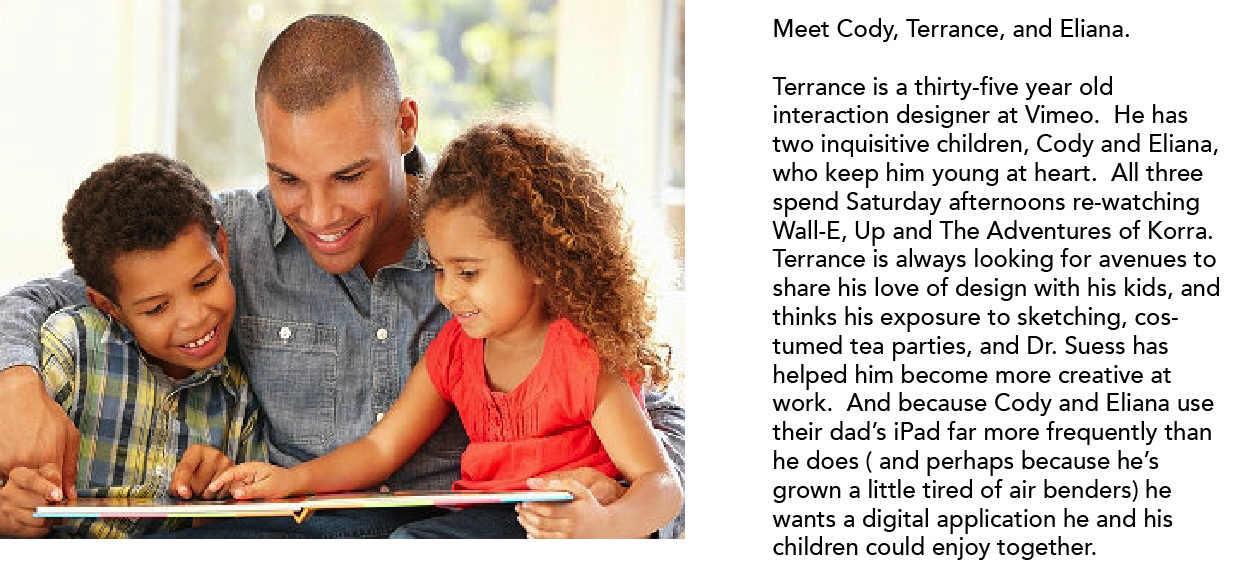 Meet Cody, Terrance, and Eliana.
Terrance is a thirty-five year old
interaction designer at Vimeo.  He has
two inquisitive children, Cody and Eliana,
who keep him young at heart.  All three
spend Saturday afternoons re-watching
Wall-E, Up and The Adventures of Korra.
Terrance is always looking for avenues to
share his love of design with his kids, and
thinks his exposure to sketching, cos-
tumed tea parties, and Dr. Suess has
helped him become more creative at
work.  And because Cody and Eliana use
their dad's iPad far more frequently than
he does ( and perhaps because he's
grown a little tired of air benders) he
wants a digital application he and his
children could enjoy together.